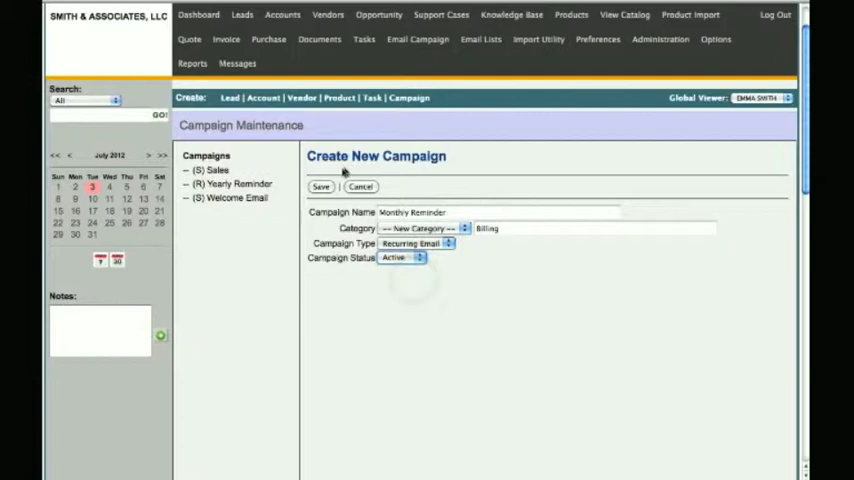 SMITH & ASSOCIATES, LLC
Dashboard Leads Accounts Vendors Opportunity Support Cases Knowledge Base Products View Catalog Product Import Log Out
Quote Invoice Purchase Documents Tasks Email Campaign Email Lists Import Utility Preferences Administration Options
Reports Messages
Search:
All
GO!
Create: Lead | Account | Vendor | Product | Task | Campaign
Global Viewer: EMMA SMITH
Campaign Maintenance
<< < July 2012 > >>
Sun Mon Tue Wed Thu Fri Sat
1 2 3 4 5 6 7
8 9 10 11 12 13 14
15 16 17 18 19 20 21
22 23 24 25 26 27 28
29 30 31
7 30
Notes:
Campaigns
– (S) Sales
– (R) Yearly Reminder
– (S) Welcome Email
Create New Campaign
Save | Cancel
Campaign Name Monthly Reminder
Category -- New Category -- Billing
Campaign Type Recurring Email
Campaign Status Active